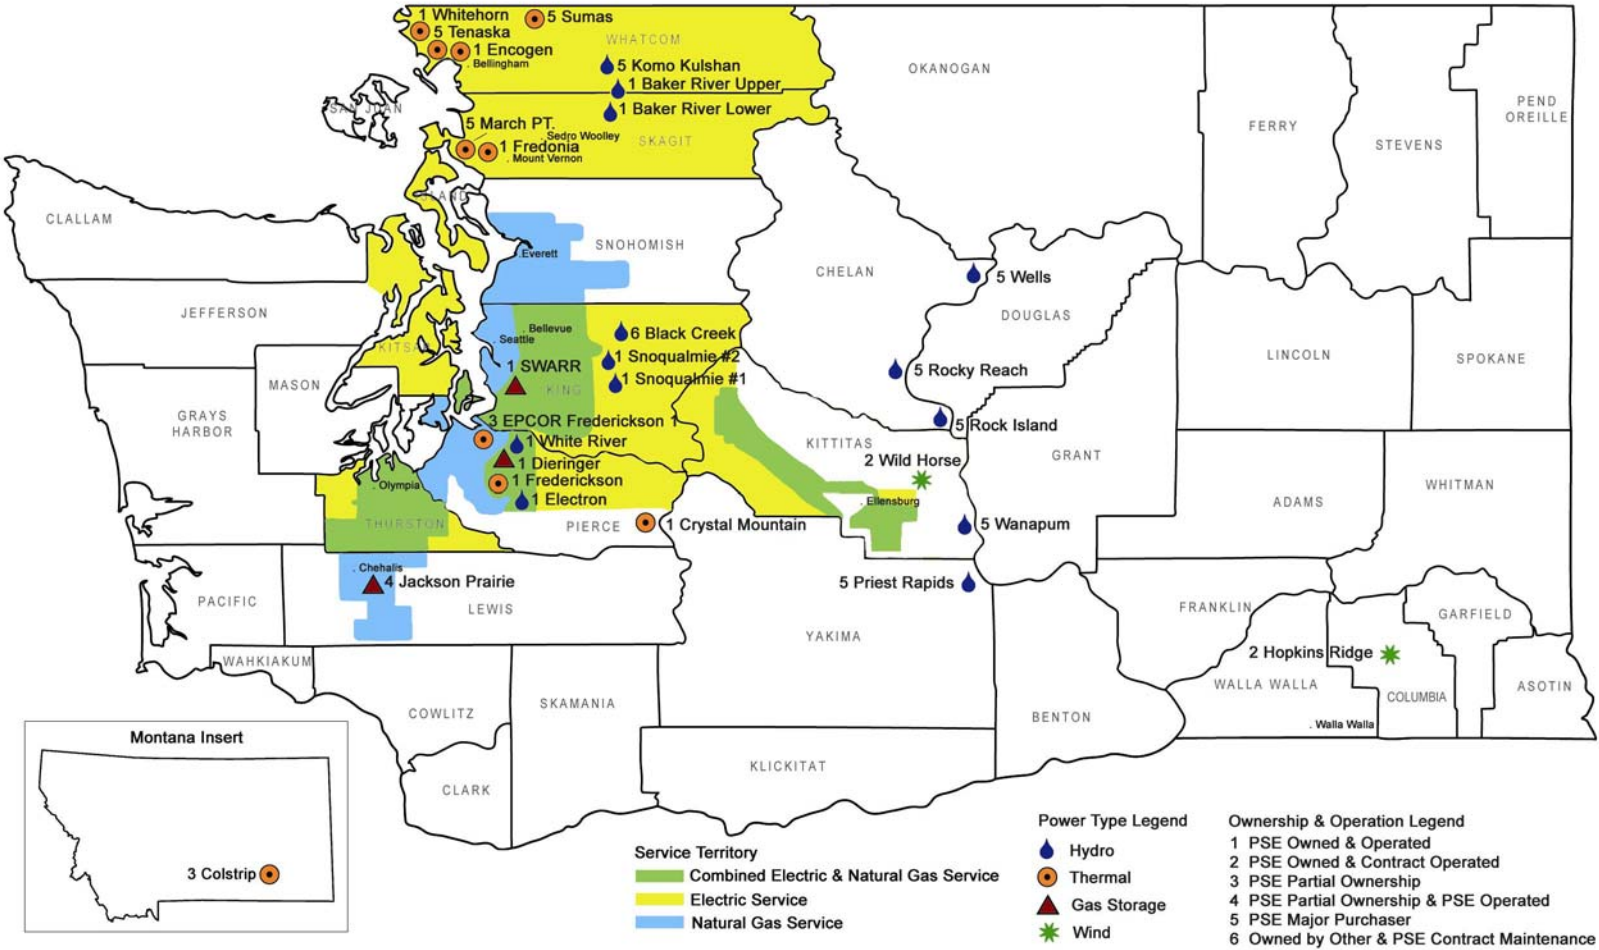 1 Whitehorn
5 Sumas
5 Tenaska
1 Encogen
Bellingham
WHATCOM
5 Komo Kulshan
1 Baker River Upper
1 Baker River Lower
OKANOGAN
FERRY
STEVENS
PEND
OREILLE
SAN JUAN
5 March PT.
Sedro Woolley
1 Fredonia
Mount Vernon
SKAGIT
ISLAND
CLALLAM
SNOHOMISH
Everett
CHELAN
5 Wells
DOUGLAS
JEFFERSON
Bellevue
Seattle
6 Black Creek
1 Snoqualmie #2
1 Snoqualmie #1
KITSAP
1 SWARR
KING
MASON
5 Rocky Reach
LINCOLN
SPOKANE
GRAYS
HARBOR
3 EPCOR Frederickson 1
1 White River
1 Dieringer
1 Frederickson
1 Electron
5 Rock Island
KITTITAS
2 Wild Horse
GRANT
Olympia
Ellensburg
ADAMS
WHITMAN
THURSTON
PIERCE
1 Crystal Mountain
5 Wanapum
Chehalis
4 Jackson Prairie
5 Priest Rapids
PACIFIC
LEWIS
YAKIMA
FRANKLIN
GARFIELD
WAHKIAKUM
2 Hopkins Ridge
WALLA WALLA
COLUMBIA
ASOTIN
COWLITZ
SKAMANIA
BENTON
Walla Walla
KLICKITAT
CLARK
Montana Insert
3 Colstrip
Service Territory
Combined Electric & Natural Gas Service
Electric Service
Natural Gas Service
Power Type Legend
Hydro
Thermal
Gas Storage
Wind
Ownership & Operation Legend
1 PSE Owned & Operated
2 PSE Owned & Contract Operated
3 PSE Partial Ownership
4 PSE Partial Ownership & PSE Operated
5 PSE Major Purchaser
6 Owned by Other & PSE Contract Maintenance